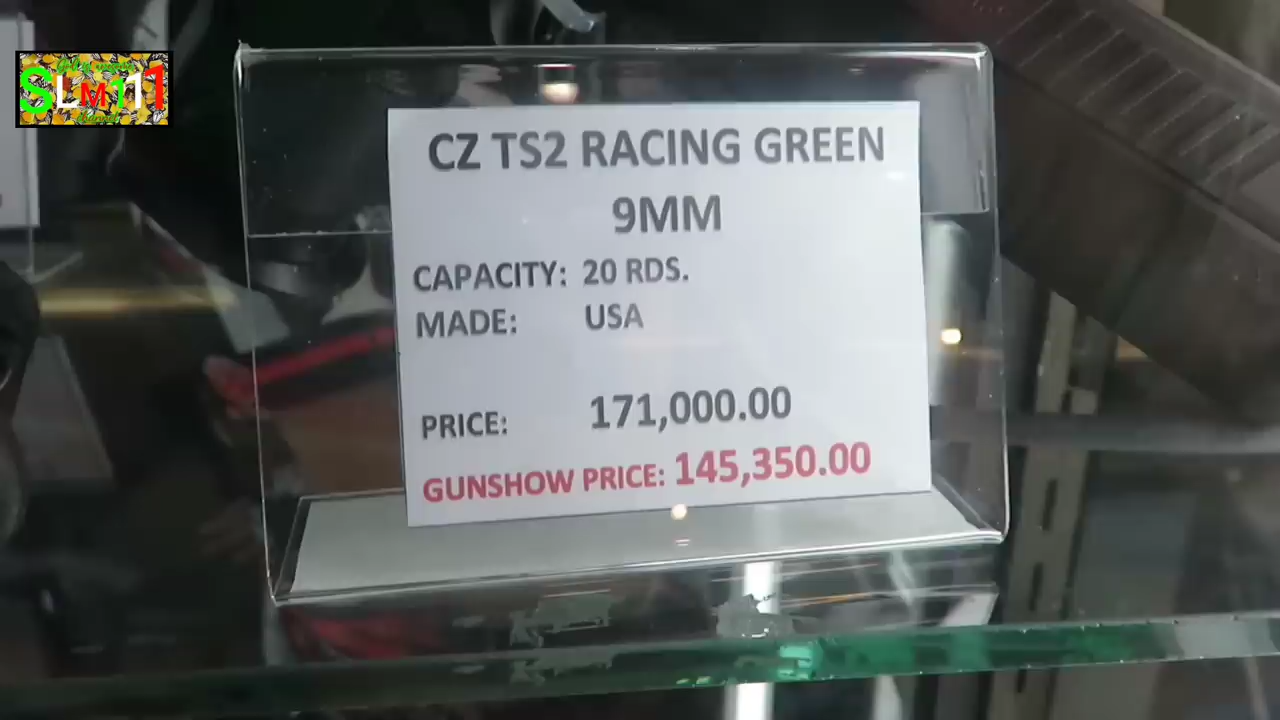 SLM111
CZ TS2 RACING GREEN
9MM
CAPACITY: 20 RDS.
MADE: USA
PRICE: 171,000.00
GUNSHOW PRICE: 145,350.00